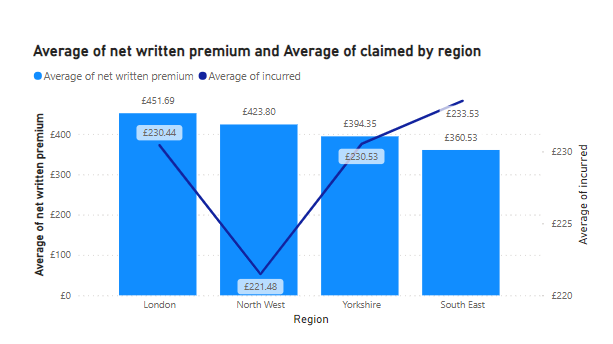 Average of net written premium and Average of claimed by region
Average of net written premium Average of incurred
Average of net written premium
£400
£300
£200
£100
£0
£451.69
£423.80
£394.35
£360.53
£230.44
£221.48
£230.53
£233.53
£230
£225
£220
Average of incurred
London North West Yorkshire South East
Region